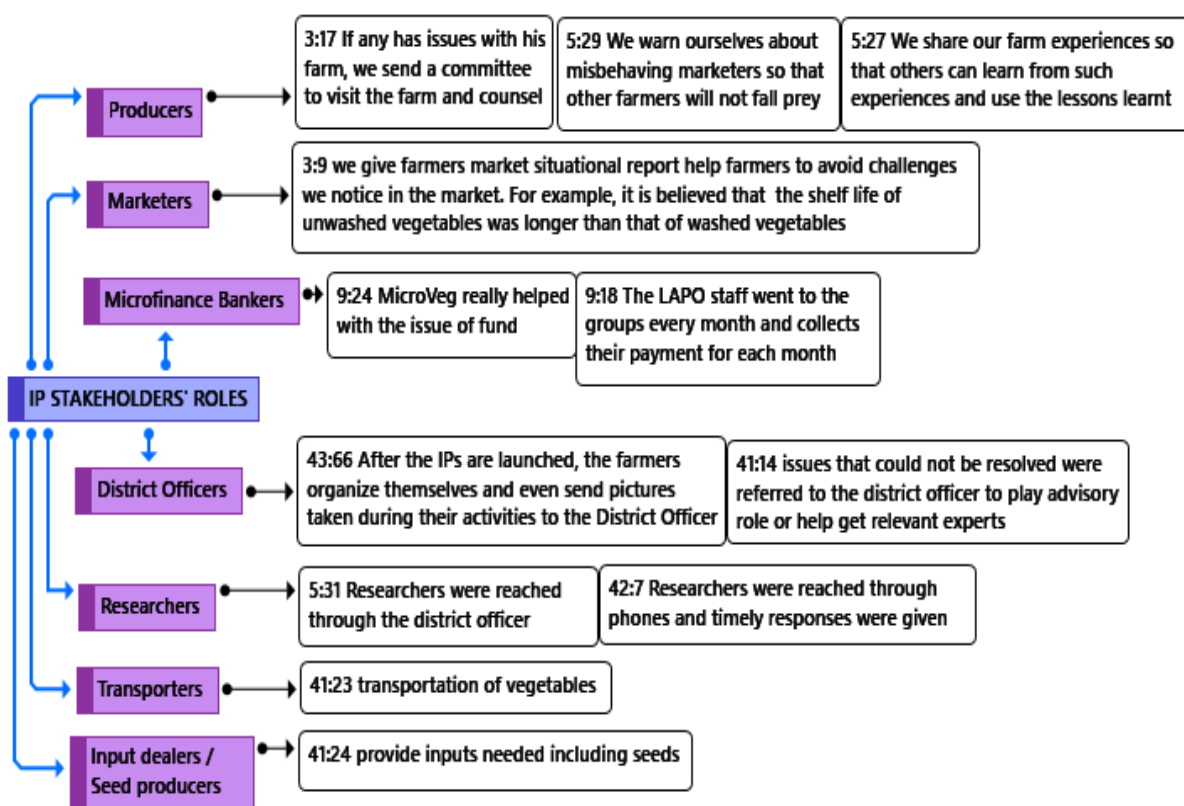 3:17 If any has issues with his
farm, we send a committee
to visit the farm and counsel
5:29 We warn ourselves about
misbehaving marketers so that
other farmers will not fall prey
5:27 We share our farm experiences so
that others can learn from such
experiences and use the lessons learnt
Producers
3:9 we give farmers market situational report help farmers to avoid challenges
we notice in the market. For example, it is believed that the shelf life of
unwashed vegetables was longer than that of washed vegetables
Marketers
Microfinance Bankers
9:24 MicroVeg really helped
with the issue of fund
9:18 The LAPO staff went to the
groups every month and collects
their payment for each month
IP STAKEHOLDERS' ROLES
District Officers
43:66 After the IPs are launched, the farmers
organize themselves and even send pictures
taken during their activities to the District Officer
41:14 issues that could not be resolved were
referred to the district officer to play advisory
role or help get relevant experts
Researchers
5:31 Researchers were reached
through the district officer
42:7 Researchers were reached through
phones and timely responses were given
Transporters
41:23 transportation of vegetables
Input dealers /
Seed producers
41:24 provide inputs needed including seeds